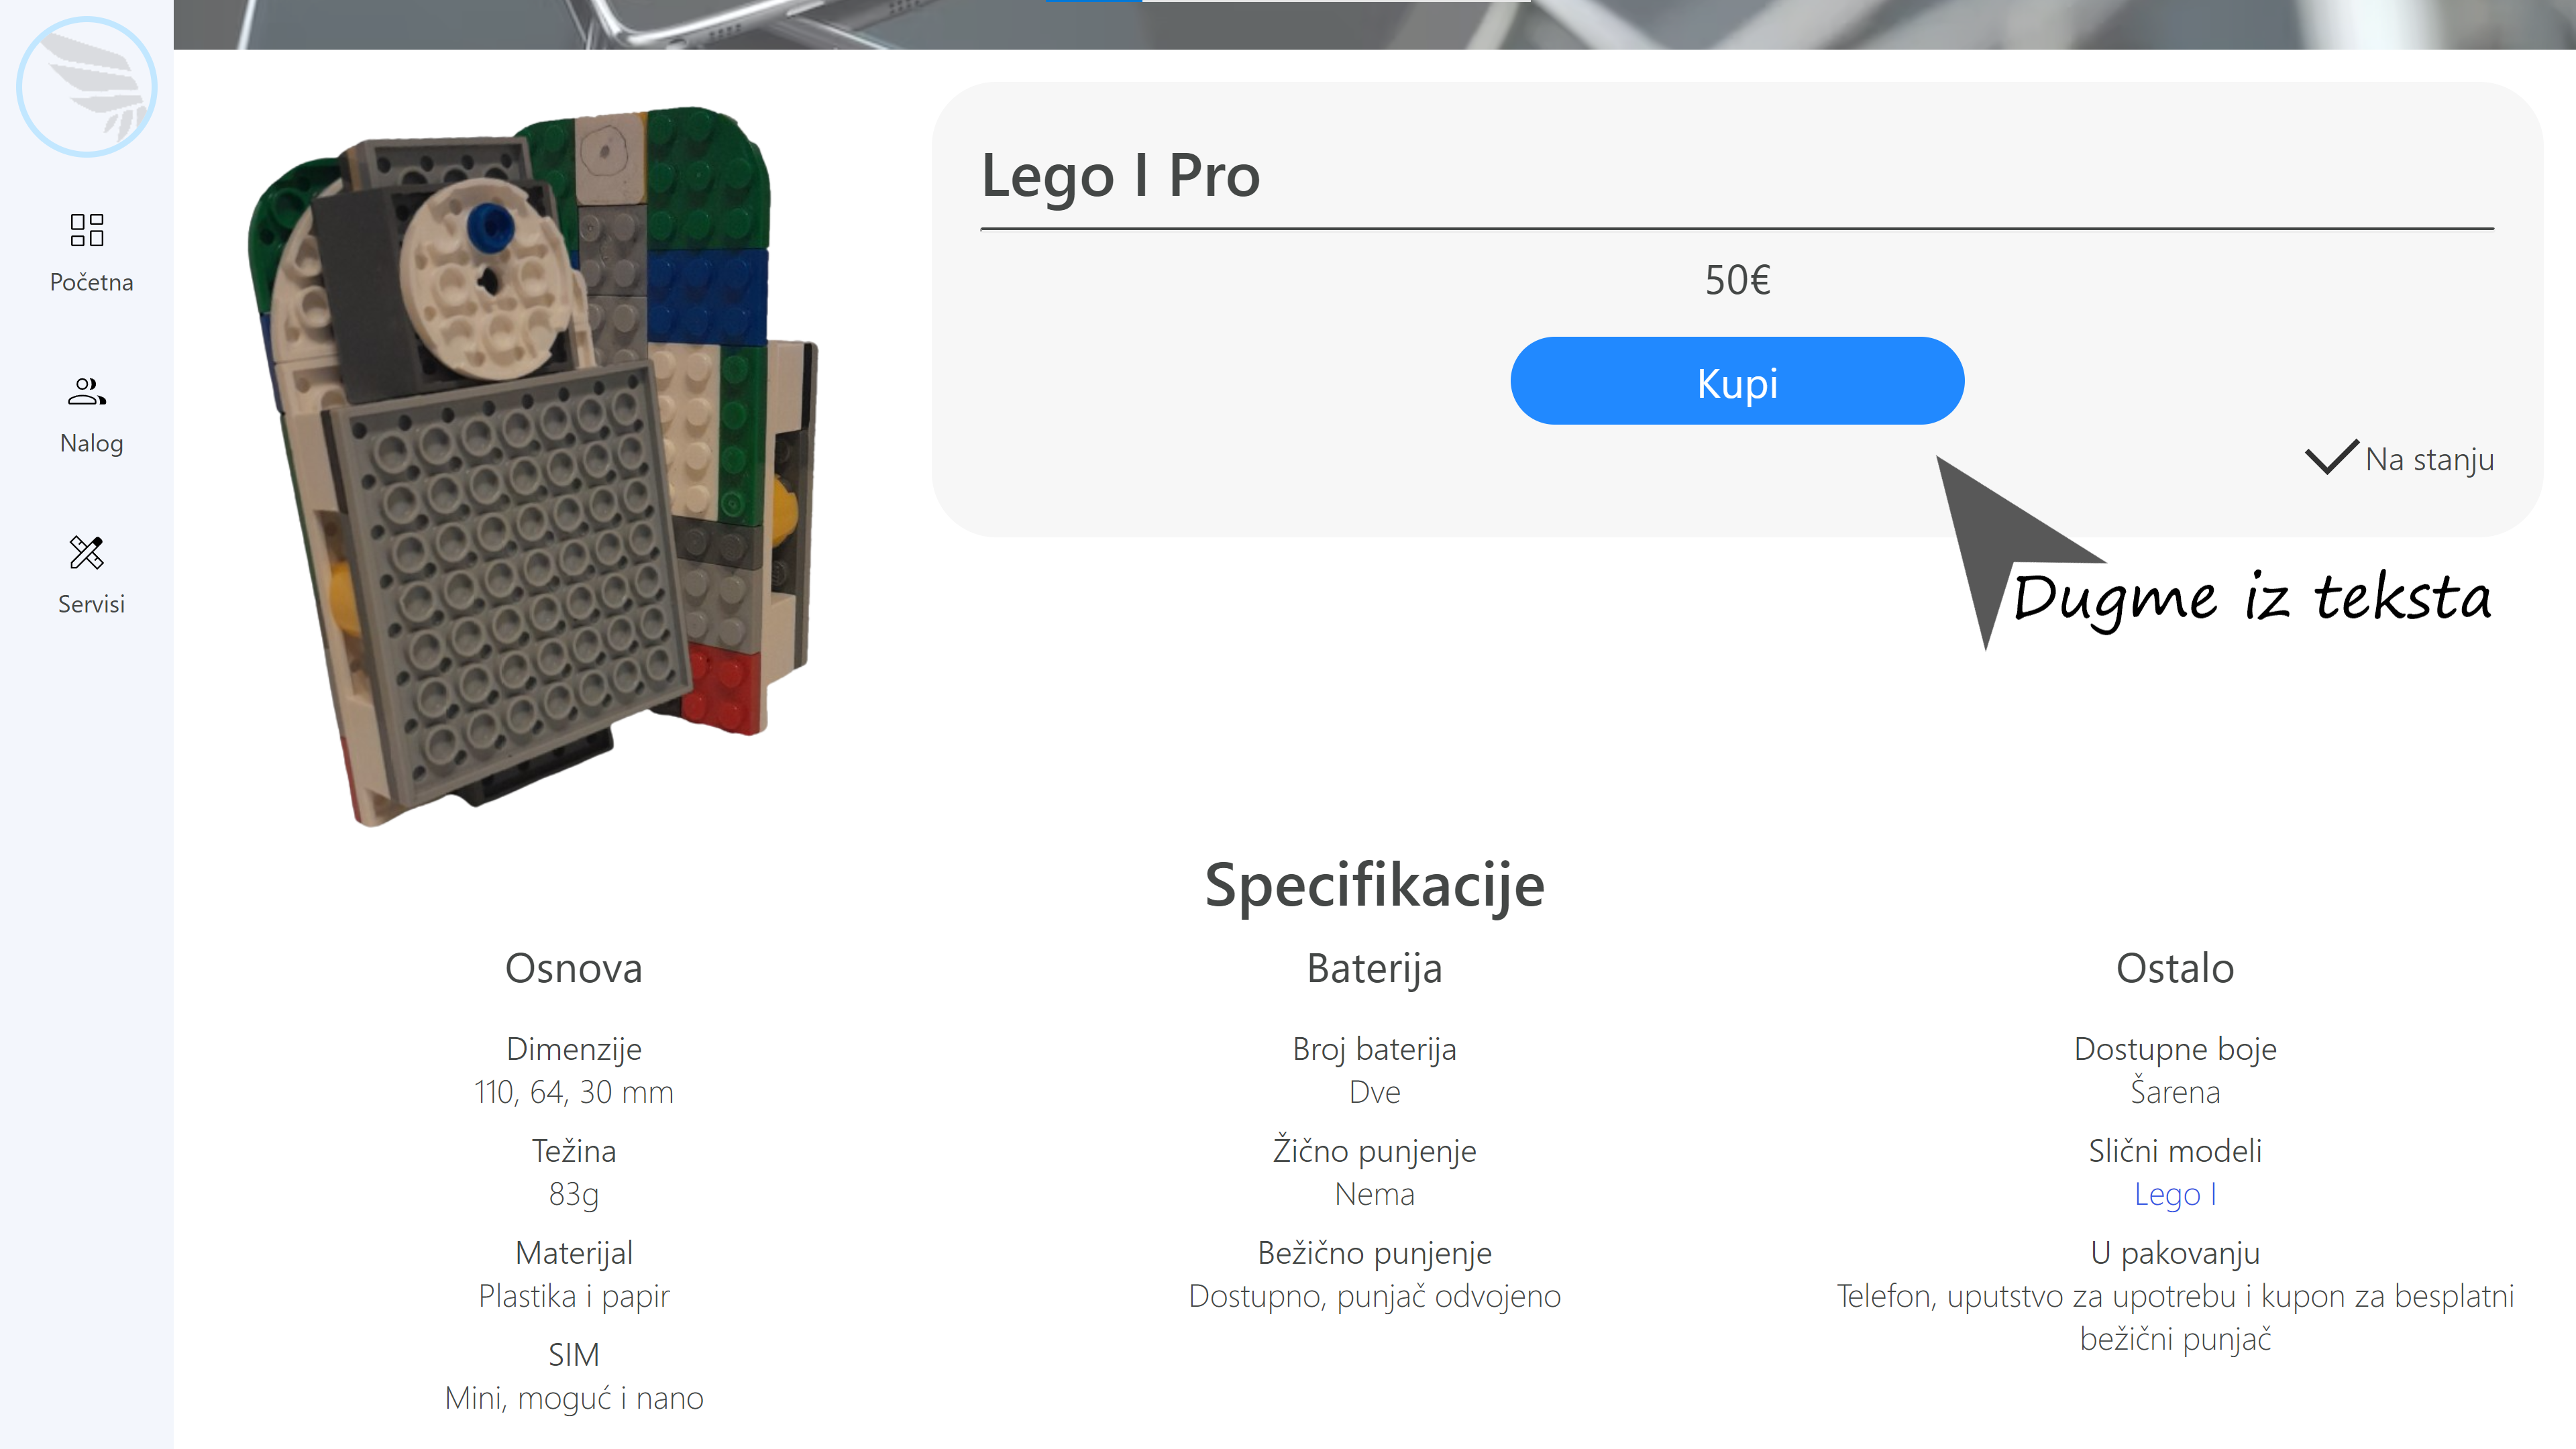 Početna
Nalog
Servisi
Lego I Pro
50€
Kupi
Na stanju
Dugme iz teksta
Specifikacije
Osnova
Dimenzije
110, 64, 30 mm
Težina
83g
Materijal
Plastika i papir
SIM
Mini, moguć i nano
Baterija
Broj baterija
Dve
Žično punjenje
Nema
Bežično punjenje
Dostupno, punjač odvojeno
Ostalo
Dostupne boje
Šarena
Slični modeli
Lego I
U pakovanju
Telefon, uputstvo za upotrebu i kupon za besplatni
bežični punjač